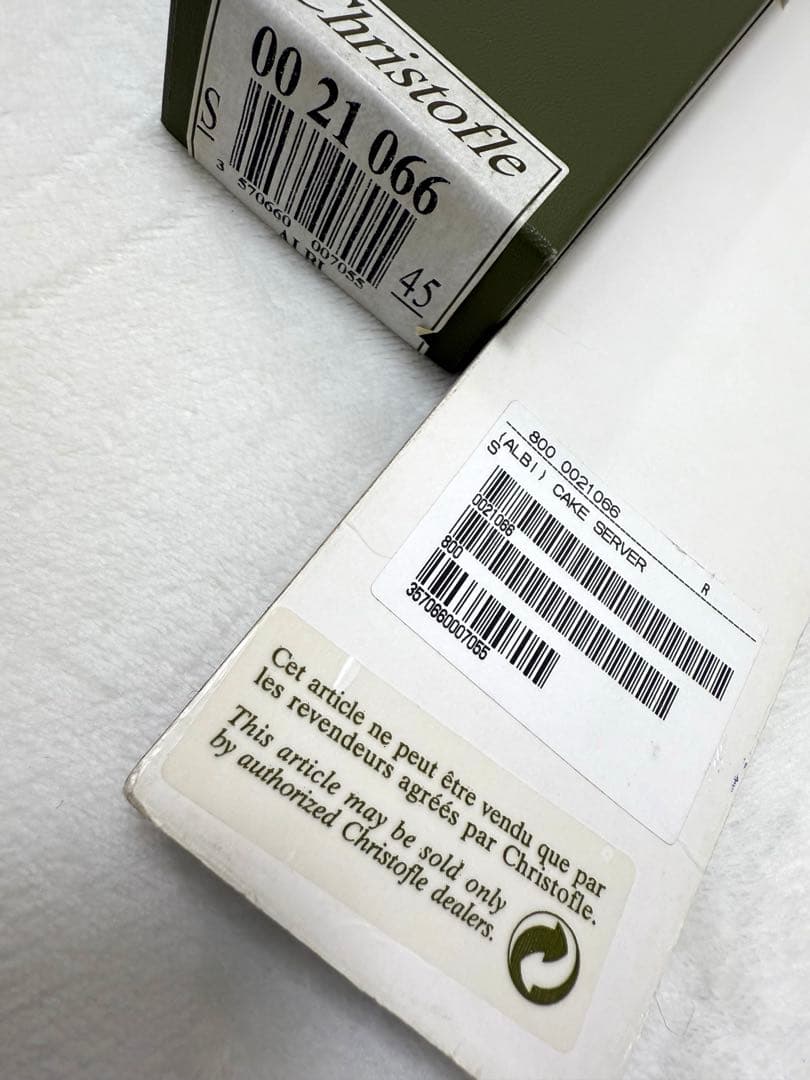 Christofle
00 21 066
S
3 570660 007055
ALBI
45
800 0021066
(ALBI) CAKE SERVER
S
R
0021066
800
3570660007055
Cet article ne peut être vendu que par
les revendeurs agréés par Christofle.
This article may be sold only
by authorized Christofle dealers.